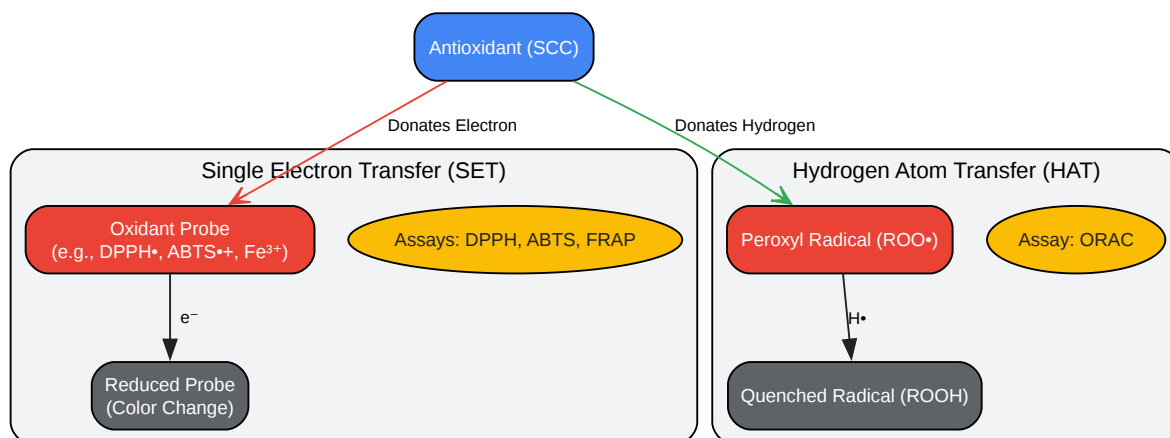 Antioxidant (SCC)
Donates Electron
Donates Hydrogen
Single Electron Transfer (SET)
Oxidant Probe
(e.g., DPPH•, ABTS•+, Fe³⁺)
Assays: DPPH, ABTS, FRAP
e⁻
Reduced Probe
(Color Change)
Hydrogen Atom Transfer (HAT)
Peroxyl Radical (ROO•)
Assay: ORAC
H•
Quenched Radical (ROOH)